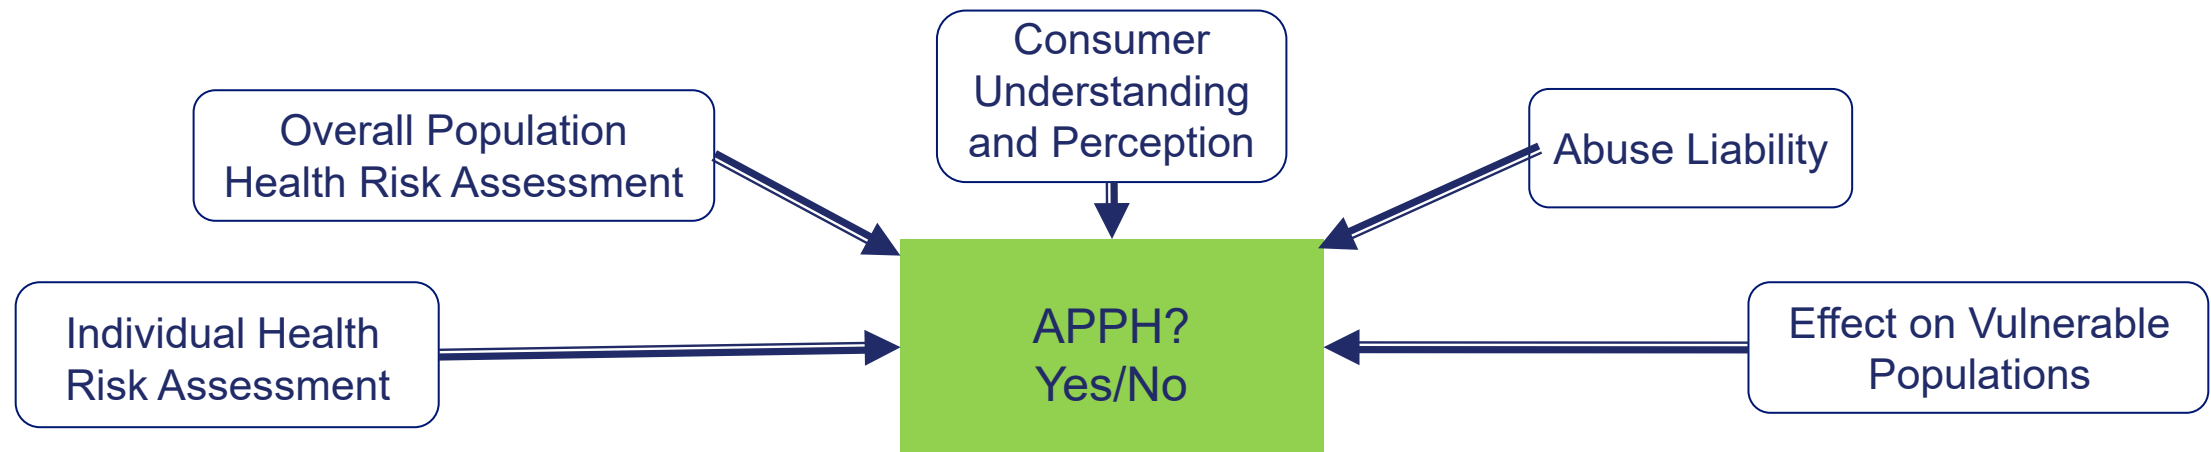 Consumer
Understanding
and Perception
Overall Population
Health Risk Assessment
Abuse Liability
Individual Health
Risk Assessment
APPH?
Yes/No
Effect on Vulnerable
Populations